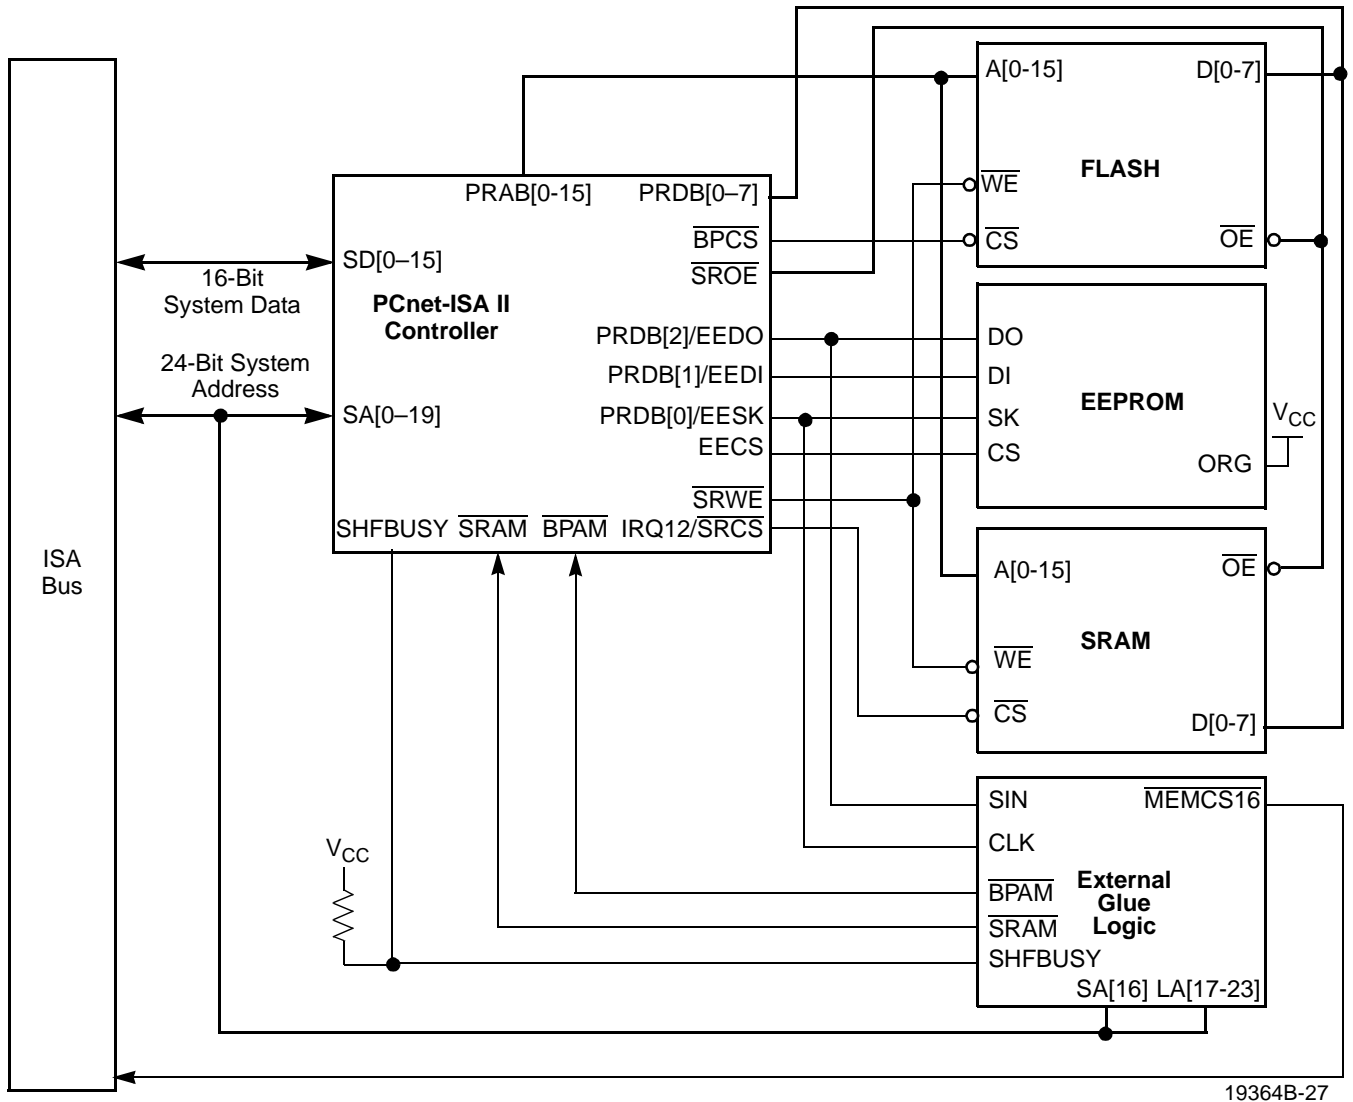 A[0-15]
D[0-7]
FLASH
WE
CS
OE
PRAB[0-15]
PRDB[0–7]
BPCS
SD[0–15]
SROE
16-Bit
System Data
PCnet-ISA II
Controller
PRDB[2]/EEDO
DO
24-Bit System
Address
PRDB[1]/EEDI
DI
SA[0–19]
PRDB[0]/EESK
SK
EEPROM
VCC
EECS
CS
ORG
SRWE
SHFBUSY
SRAM
BPAM
IRQ12/SRCS
ISA
Bus
A[0-15]
OE
SRAM
WE
CS
D[0-7]
SIN
MEMCS16
CLK
VCC
BPAM
External
Glue
Logic
SRAM
SHFBUSY
SA[16]
LA[17-23]
19364B-27